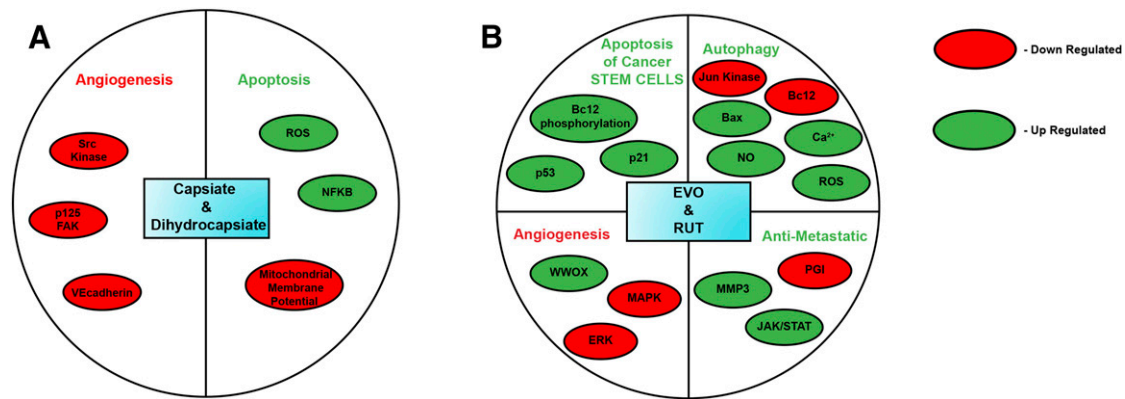 A
Angiogenesis
Apoptosis
Src
Kinase
p125
FAK
VEcadherin
ROS
NFKB
Mitochondrial
Membrane
Potential
Capsiate
&
Dihydrocapsiate
B
Apoptosis
of Cancer
STEM CELLS
Bc12
phosphorylation
p53
p21
Autophagy
Jun Kinase
Bc12
Bax
Ca²⁺
NO
ROS
EVO
&
RUT
Angiogenesis
WWOX
MAPK
ERK
Anti-Metastatic
PGI
MMP3
JAK/STAT
- Down Regulated
- Up Regulated